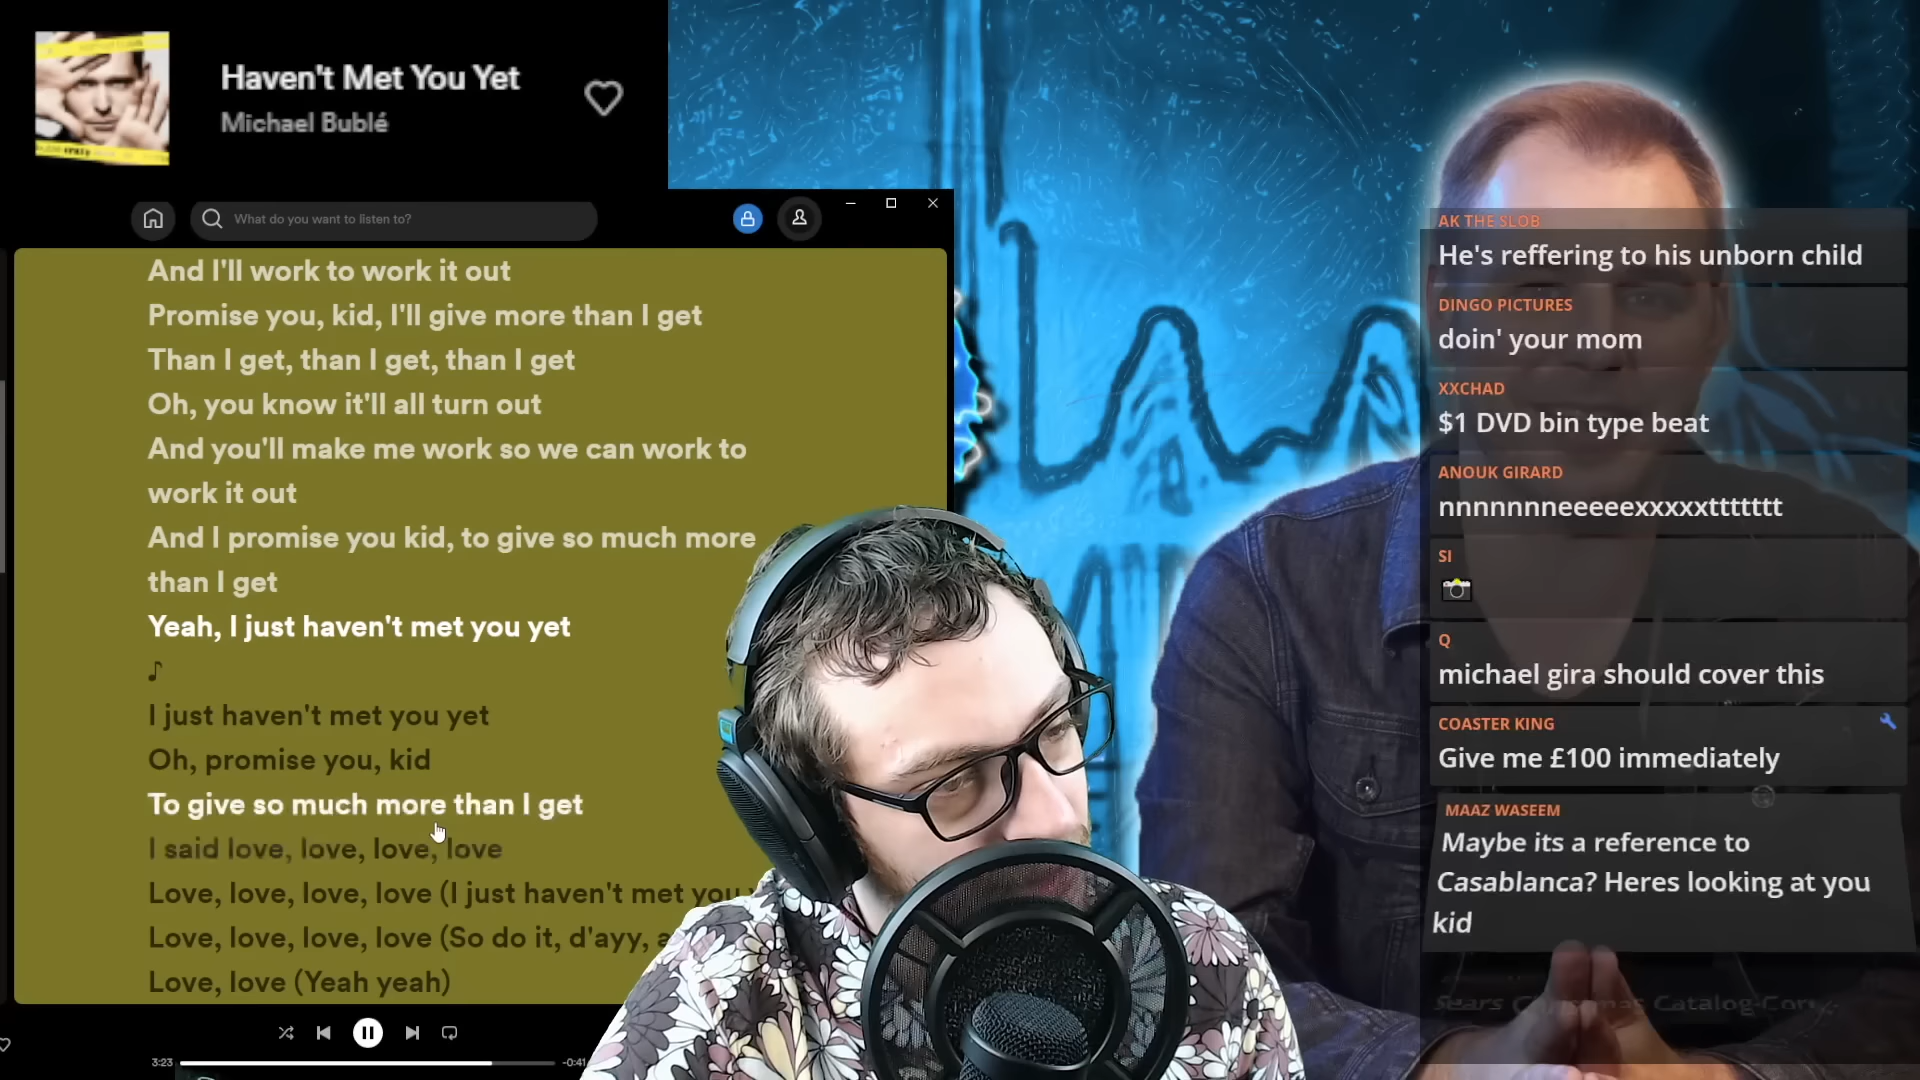 Haven't Met You Yet
Michael Bublé
What do you want to listen to?
And I'll work to work it out
Promise you, kid, I'll give more than I get
Than I get, than I get, than I get
Oh, you know it'll all turn out
And you'll make me work so we can work to
work it out
And I promise you kid, to give so much more
than I get
Yeah, I just haven't met you yet
♪
I just haven't met you yet
Oh, promise you, kid
To give so much more than I get
I said love, love, love, love
Love, love, love, love (I just haven't met you
Love, love, love, love (So do it, d'ayy,
Love, love (Yeah yeah)
3:23
-0:41
AK THE SLOB
He's reffering to his unborn child
DINGO PICTURES
doin' your mom
XXCHAD
$1 DVD bin type beat
ANOUK GIRARD
nnnnnnneeeeexxxxxttttttt
SI
Q
michael gira should cover this
COASTER KING
Give me £100 immediately
MAAZ WASEEM
Maybe its a reference to
Casablanca? Heres looking at you
kid
Sears Christmas Catalog-Core